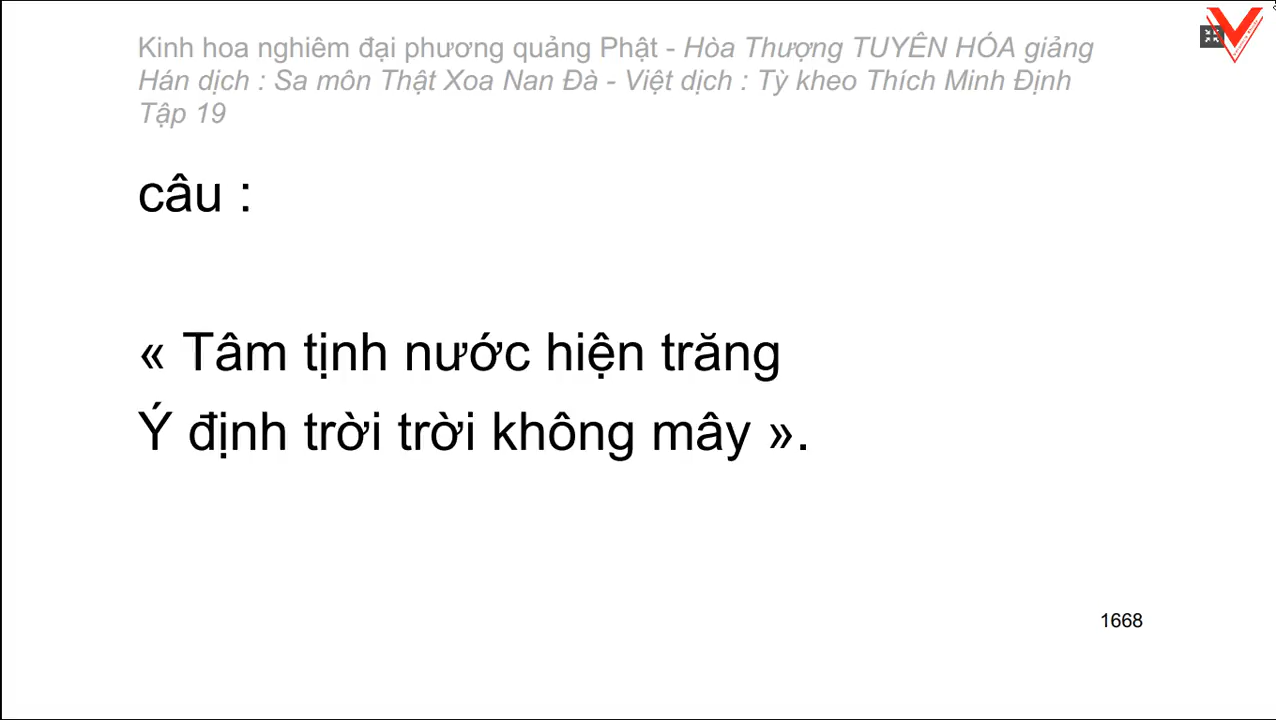 Kinh hoa nghiêm đại phương quảng Phật - Hòa Thượng TUYÊN HÓA giảng
Hán dịch : Sa môn Thật Xoa Nan Đà - Việt dịch : Tỳ kheo Thích Minh Định
Tập 19
câu :
« Tâm tịnh nước hiện trăng
Ý định trời trời không mây ».
1668